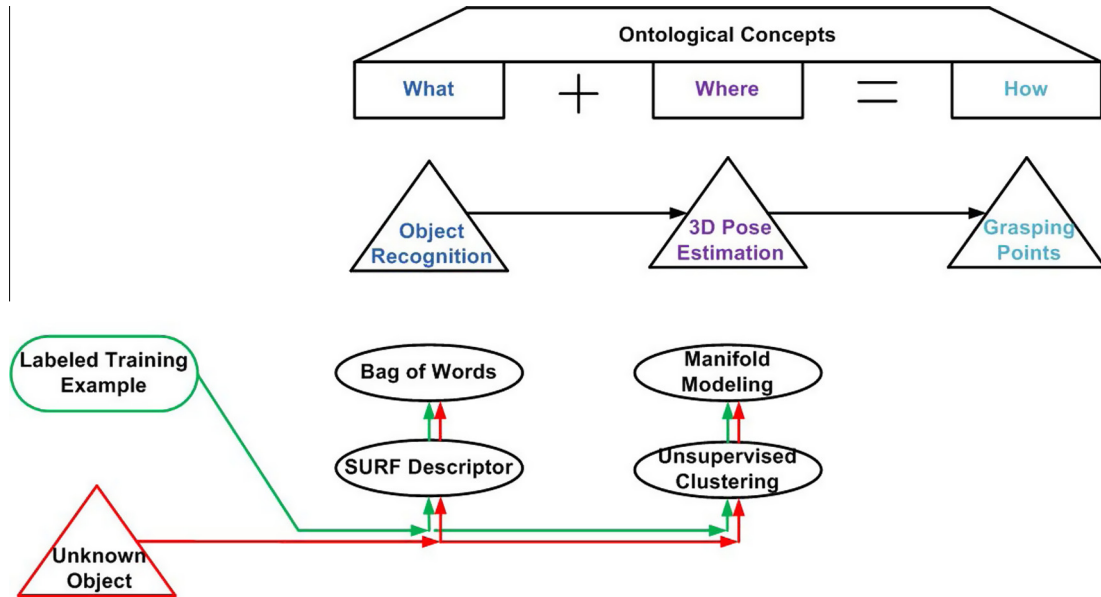 Ontological Concepts
What + Where = How
Object
Recognition
3D Pose
Estimation
Grasping
Points
Labeled Training
Example
Bag of Words
Manifold
Modeling
SURF Descriptor
Unsupervised
Clustering
Unknown
Object